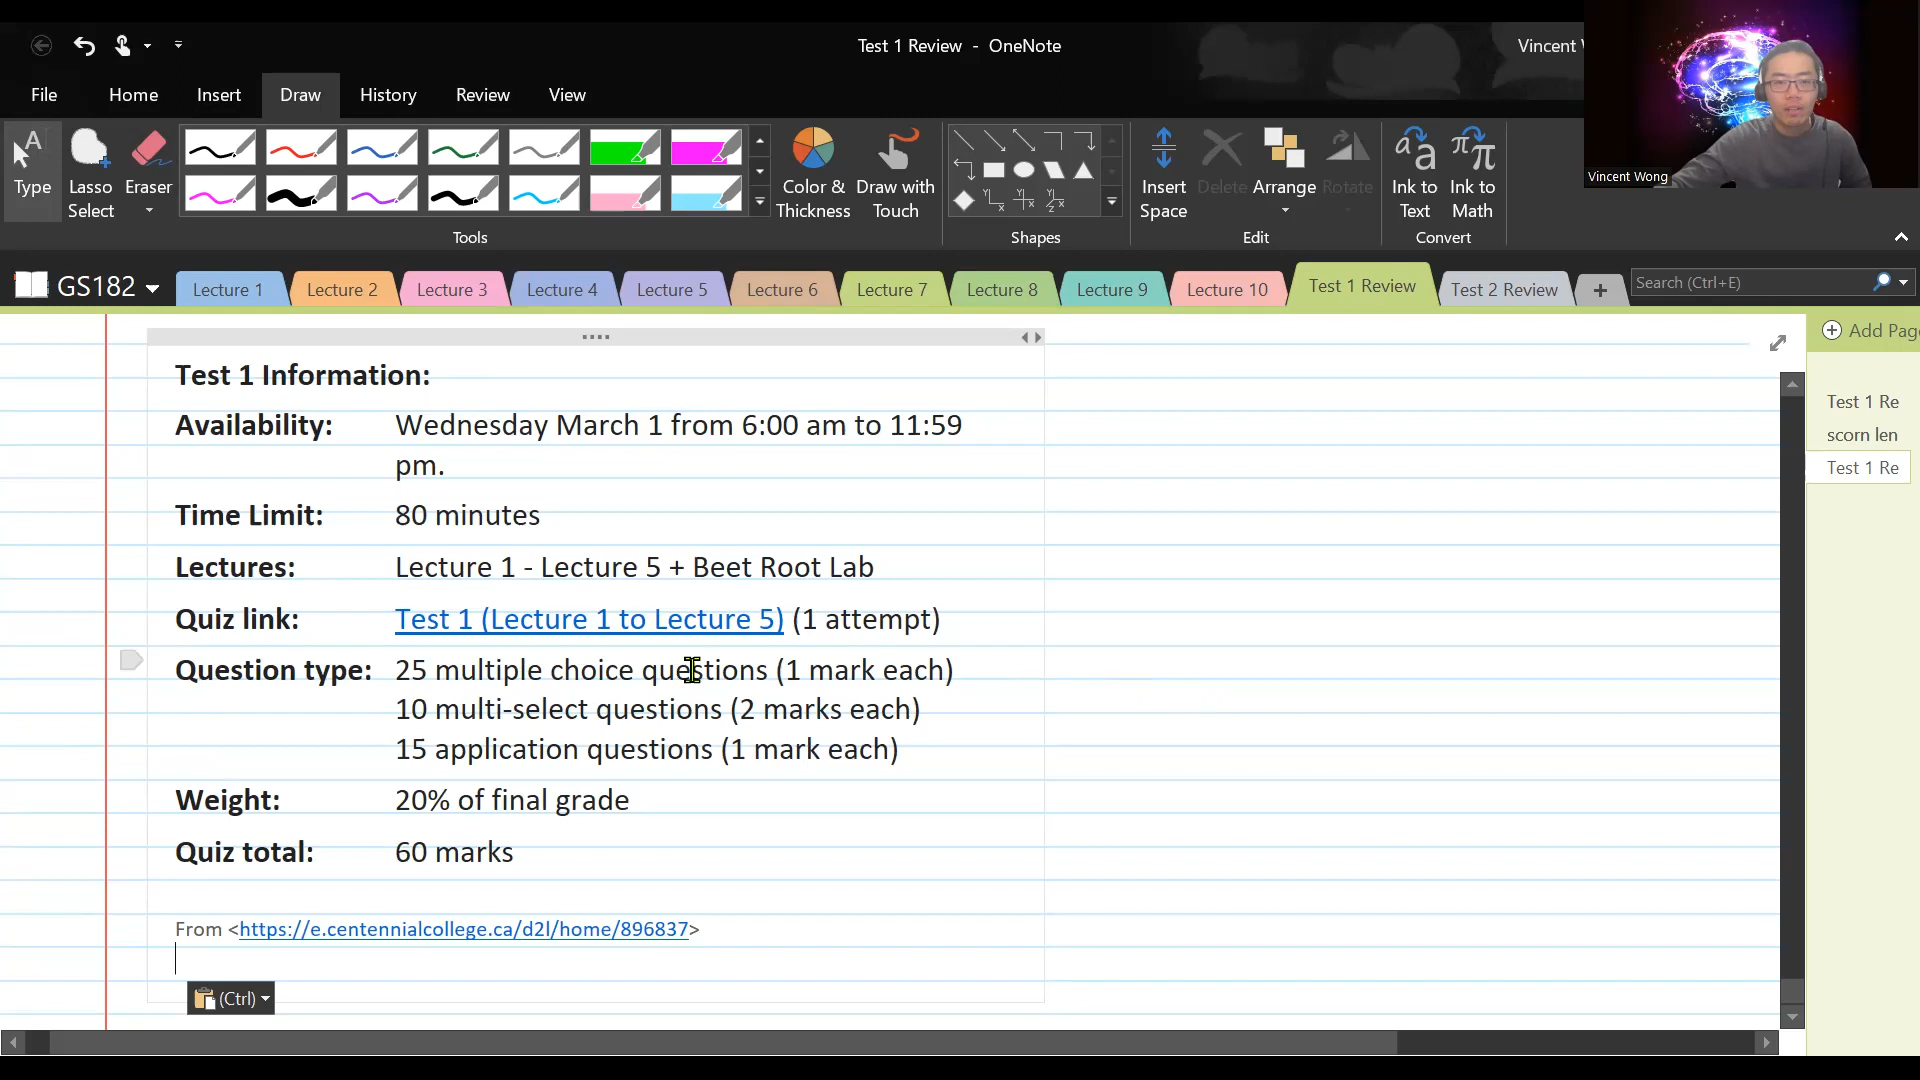 Test 1 Review - OneNote
Vincent W
File Home Insert Draw History Review View
Type
Lasso Select
Eraser
Color & Thickness
Draw with Touch
Insert Space
Delete
Arrange
Rotate
Ink to Text
Ink to Math
Tools
Shapes
Edit
Convert
Vincent Wong
GS182
Lecture 1 Lecture 2 Lecture 3 Lecture 4 Lecture 5 Lecture 6 Lecture 7 Lecture 8 Lecture 9 Lecture 10 Test 1 Review Test 2 Review
Search (Ctrl+E)
Add Pag
Test 1 Re
scorn len
Test 1 Re
Test 1 Information:
Availability: Wednesday March 1 from 6:00 am to 11:59
pm.
Time Limit: 80 minutes
Lectures: Lecture 1 - Lecture 5 + Beet Root Lab
Quiz link: Test 1 (Lecture 1 to Lecture 5) (1 attempt)
Question type: 25 multiple choice questions (1 mark each)
10 multi-select questions (2 marks each)
15 application questions (1 mark each)
Weight: 20% of final grade
Quiz total: 60 marks
From <https://e.centennialcollege.ca/d2l/home/896837>
(Ctrl)